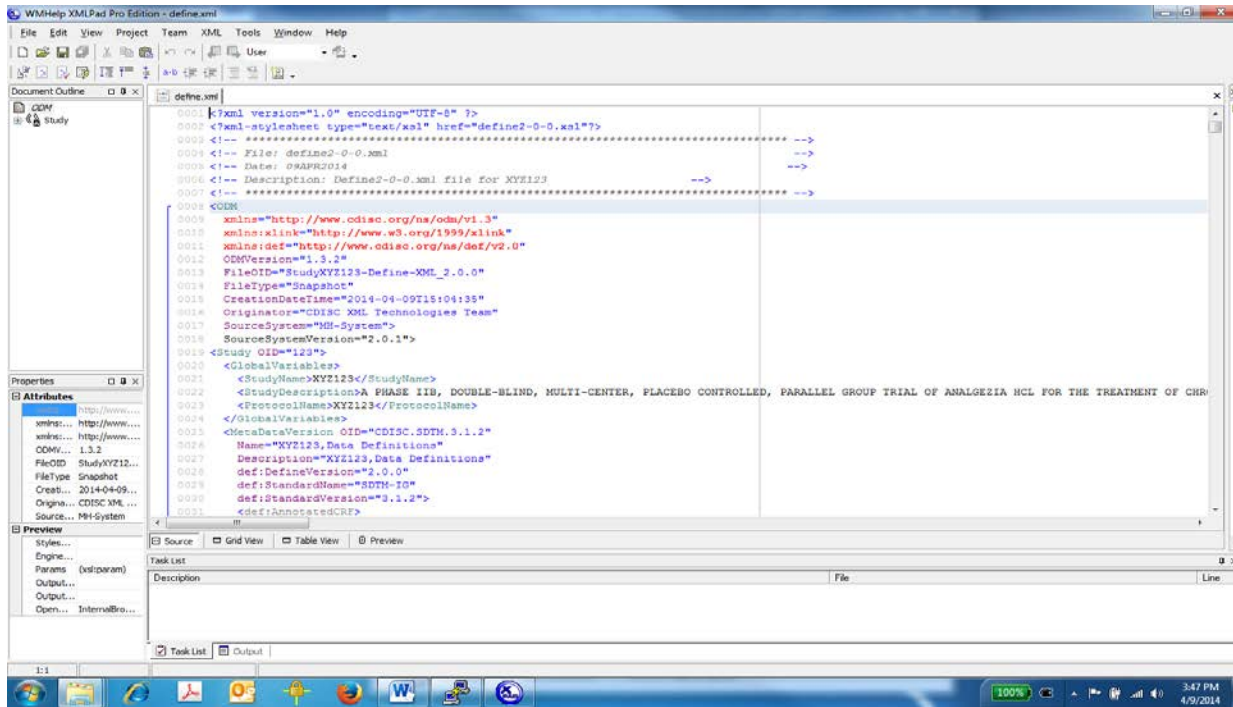 WMHelp XMLPad Pro Edition - define.xml
File Edit View Project Team XML Tools Window Help
User
Document Outline
define.xml
ODM
Study
0001 <?xml version="1.0" encoding="UTF-8" ?>
0002 <?xml-stylesheet type="text/xsl" href="define2-0-0.xsl"?>
0003 <!-- ****************************************************************************** -->
0004 <!-- File: define2-0-0.xml -->
0005 <!-- Date: 09APR2014 -->
0006 <!-- Description: Define2-0-0.xml file for XYZ123 -->
0007 <!-- ****************************************************************************** -->
0008 <ODM
0009 xmlns="http://www.cdisc.org/ns/odm/v1.3"
0010 xmlns:xlink="http://www.w3.org/1999/xlink"
0011 xmlns:def="http://www.cdisc.org/ns/def/v2.0"
0012 ODMVersion="1.3.2"
0013 FileOID="StudyXYZ123-Define-XML_2.0.0"
0014 FileType="Snapshot"
0015 CreationDateTime="2014-04-09T15:04:35"
0016 Originator="CDISC XML Technologies Team"
0017 SourceSystem="MH-System">
0018 SourceSystemVersion="2.0.1">
0019 <Study OID="123">
0020 <GlobalVariables>
0021 <StudyName>XYZ123</StudyName>
0022 <StudyDescription>A PHASE IIB, DOUBLE-BLIND, MULTI-CENTER, PLACEBO CONTROLLED, PARALLEL GROUP TRIAL OF ANALGEZIA HCL FOR THE TREATMENT OF CHR
0023 <ProtocolName>XYZ123</ProtocolName>
0024 </GlobalVariables>
0025 <MetaDataVersion OID="CDISC.SDTM.3.1.2"
0026 Name="XYZ123,Data Definitions"
0027 Description="XYZ123,Data Definitions"
0028 def:DefineVersion="2.0.0"
0029 def:StandardName="SDTM-IG"
0030 def:StandardVersion="3.1.2">
0031 <def:AnnotatedCRF>
Properties
Attributes
http://www....
xmlns:... http://www....
xmlns:... http://www....
ODMV... 1.3.2
FileOID StudyXYZ12...
FileType Snapshot
Creati... 2014-04-09...
Origina... CDISC XML ...
Source... MH-System
Preview
Styles...
Engine...
Params (xsl:param)
Output...
Output...
Open... InternalBro...
Source Grid View Table View Preview
Task List
Description File Line
Task List Output
1:1
100%
3:47 PM
4/9/2014